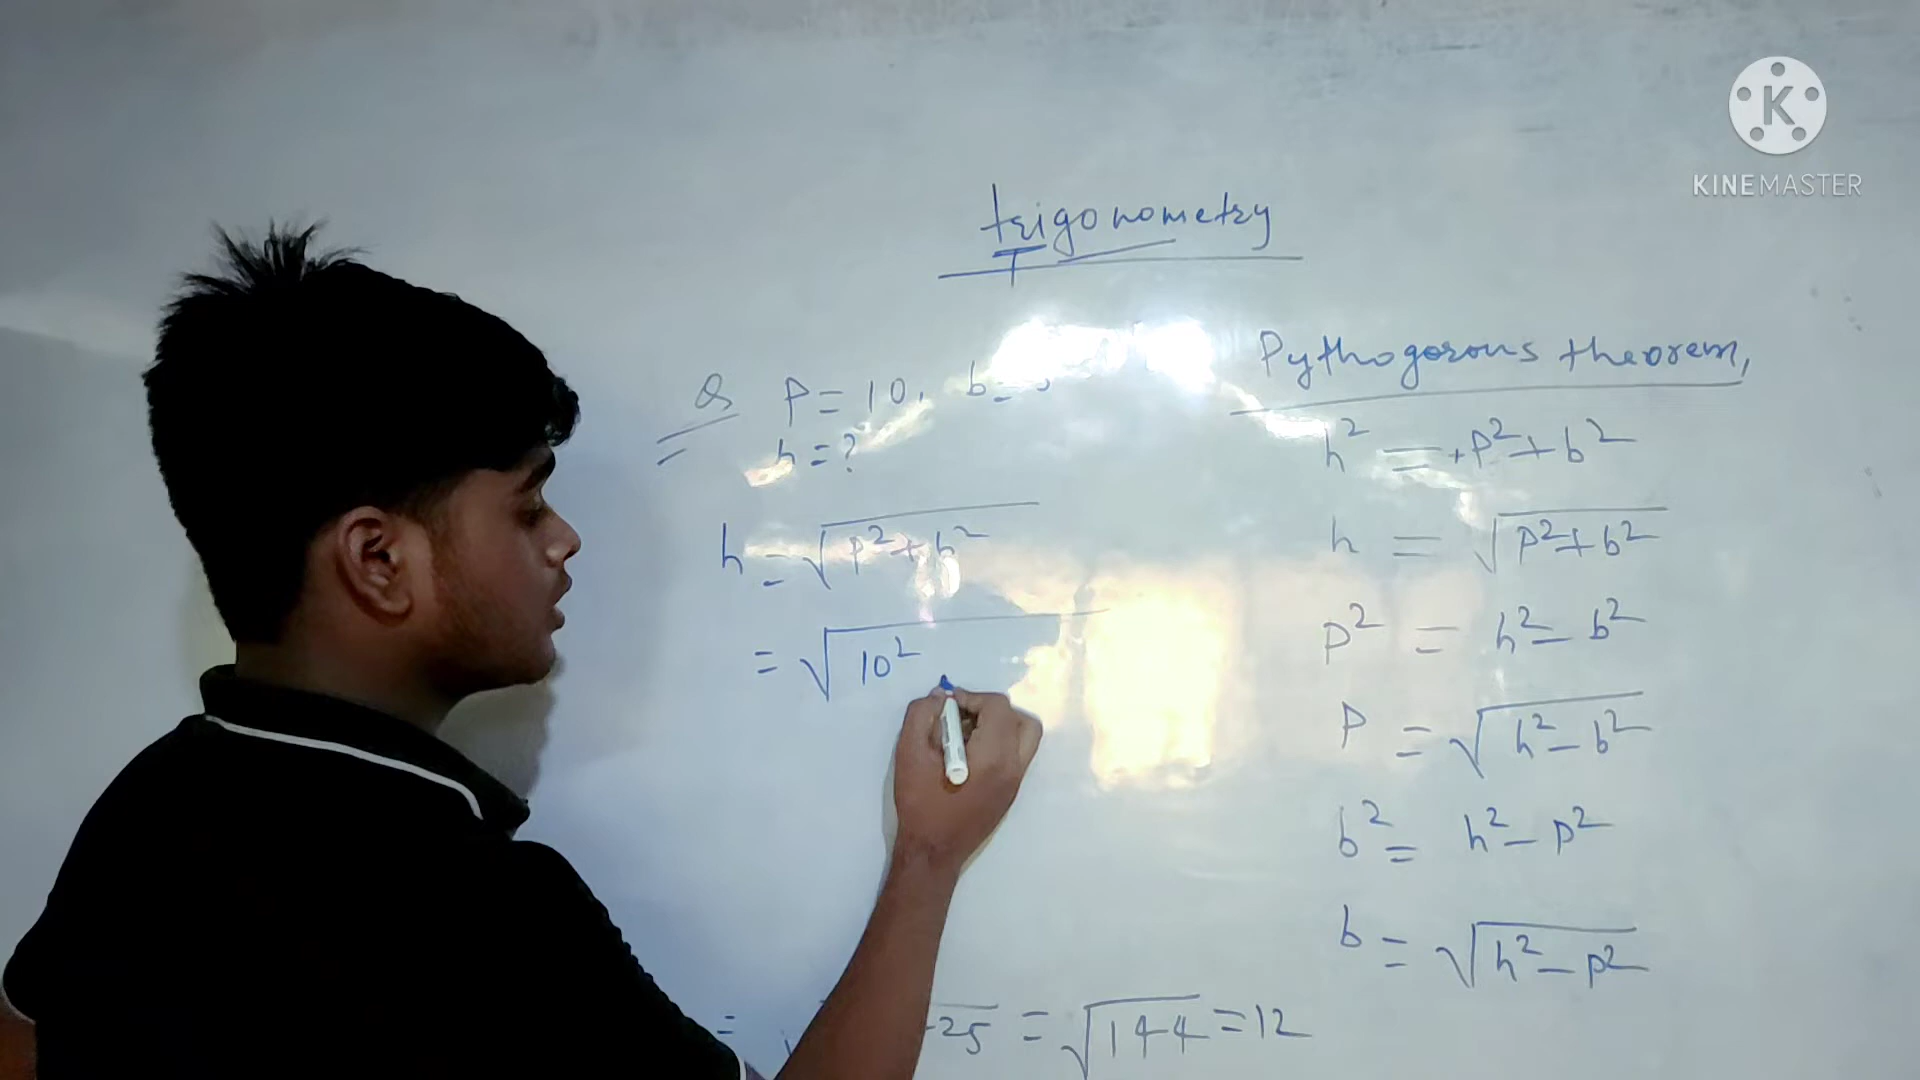 KINEMASTER
trigonometry
Q P = 10, b =
h = ?
h = √p²+b²
= √10²
= -25 = √144 = 12
Pythogorous theorem,
h² = +p²+b²
h = √p²+b²
p² = h²-b²
p = √h²-b²
b² = h²-p²
b = √h²-p²